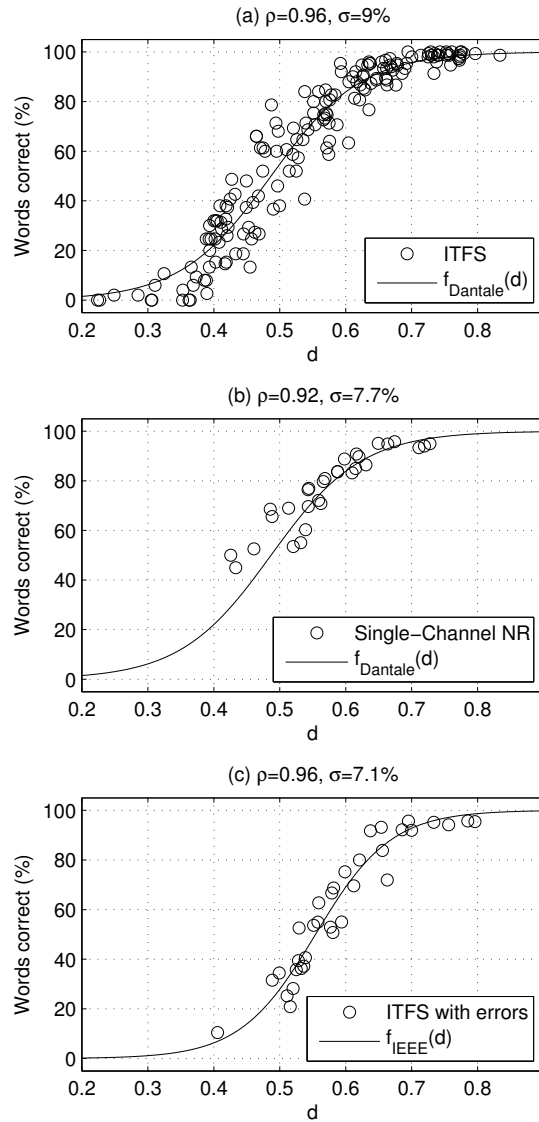 (a) ρ=0.96, σ=9%
Words correct (%)
100
80
60
40
20
0
ITFS
f_Dantale(d)
0.2 0.3 0.4 0.5 0.6 0.7 0.8
d
(b) ρ=0.92, σ=7.7%
Words correct (%)
100
80
60
40
20
0
Single−Channel NR
f_Dantale(d)
0.2 0.3 0.4 0.5 0.6 0.7 0.8
d
(c) ρ=0.96, σ=7.1%
Words correct (%)
100
80
60
40
20
0
ITFS with errors
f_IEEE(d)
0.2 0.3 0.4 0.5 0.6 0.7 0.8
d